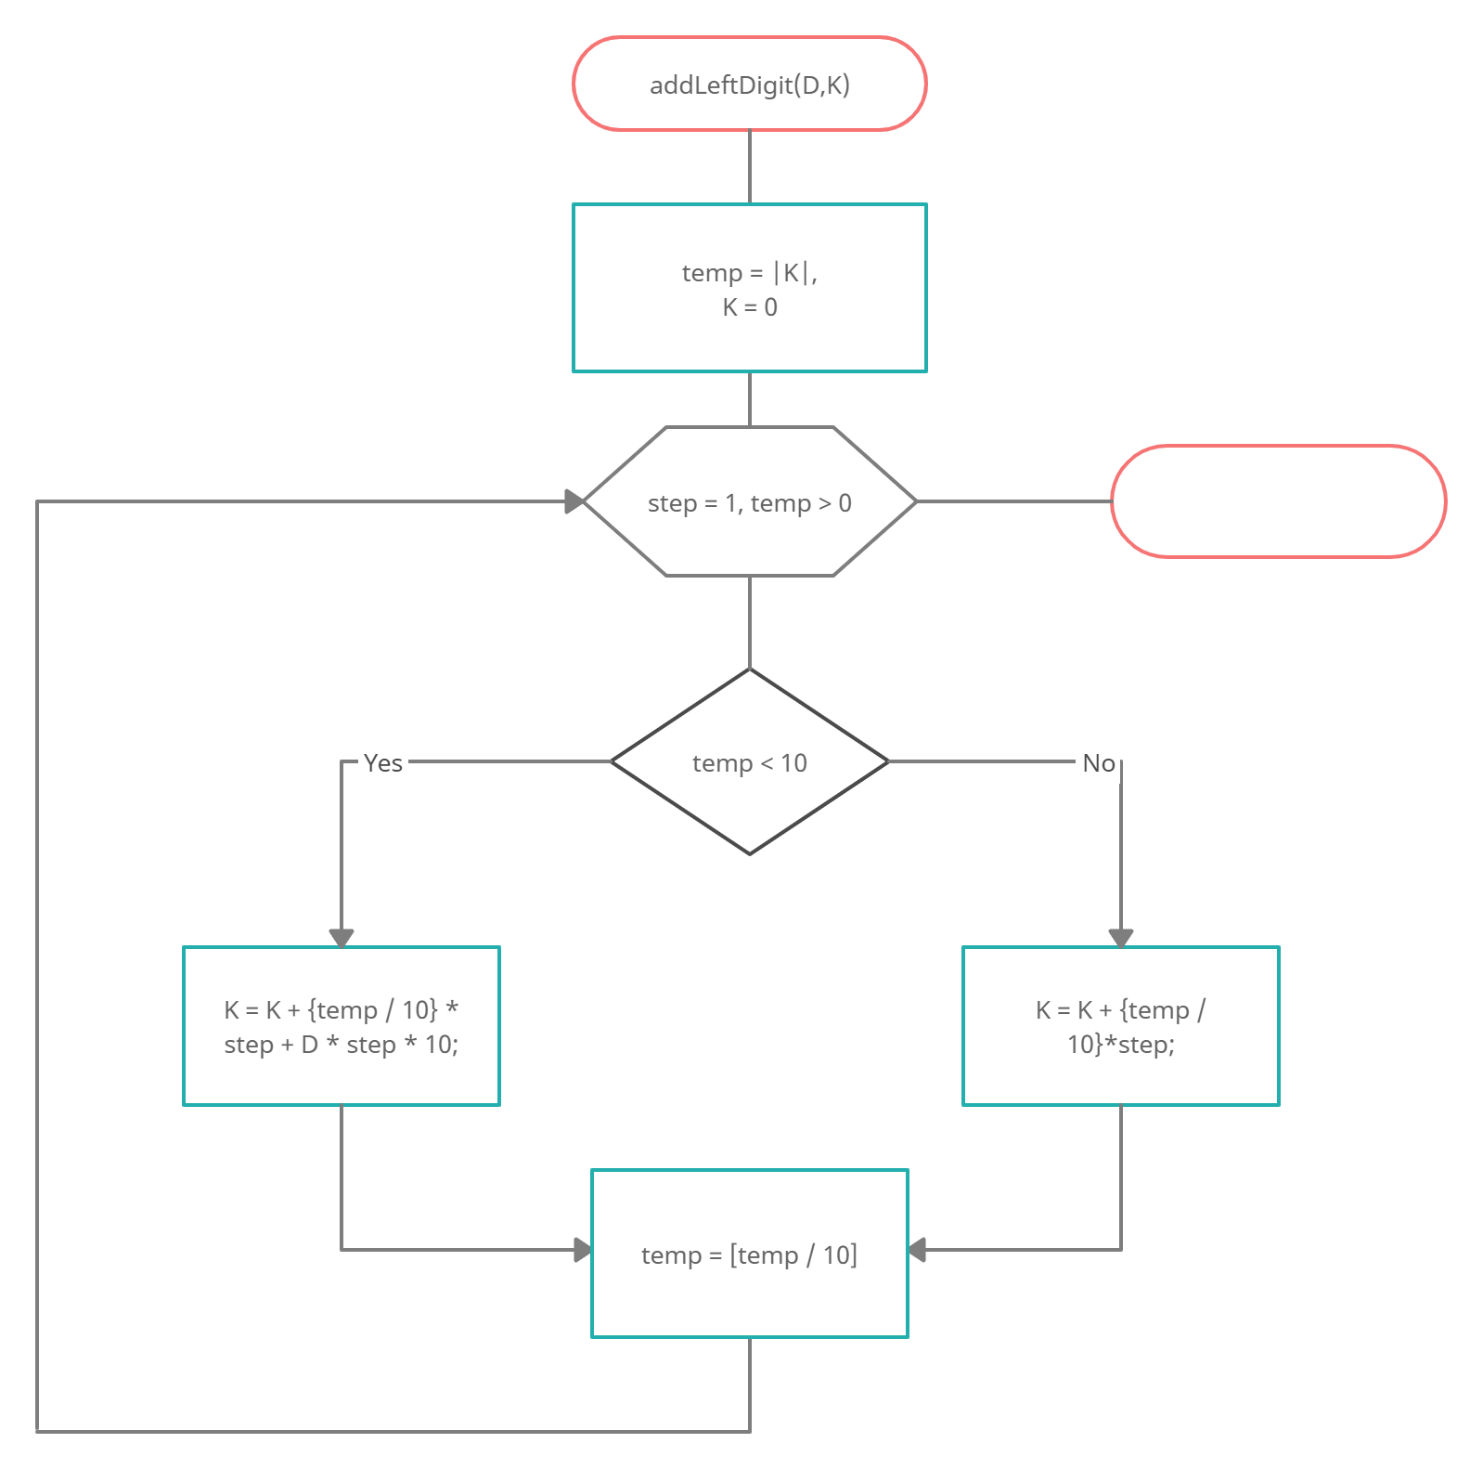 addLeftDigit(D,K)
temp = |K|,
K = 0
step = 1, temp > 0
temp < 10
Yes
No
K = K + {temp / 10} *
step + D * step * 10;
K = K + {temp /
10}*step;
temp = [temp / 10]